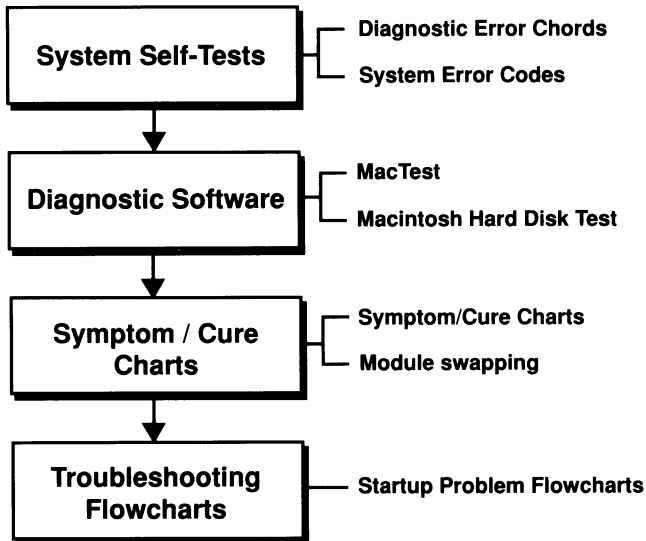 System Self-Tests
Diagnostic Error Chords
System Error Codes
Diagnostic Software
MacTest
Macintosh Hard Disk Test
Symptom / Cure
Charts
Symptom/Cure Charts
Module swapping
Troubleshooting
Flowcharts
Startup Problem Flowcharts